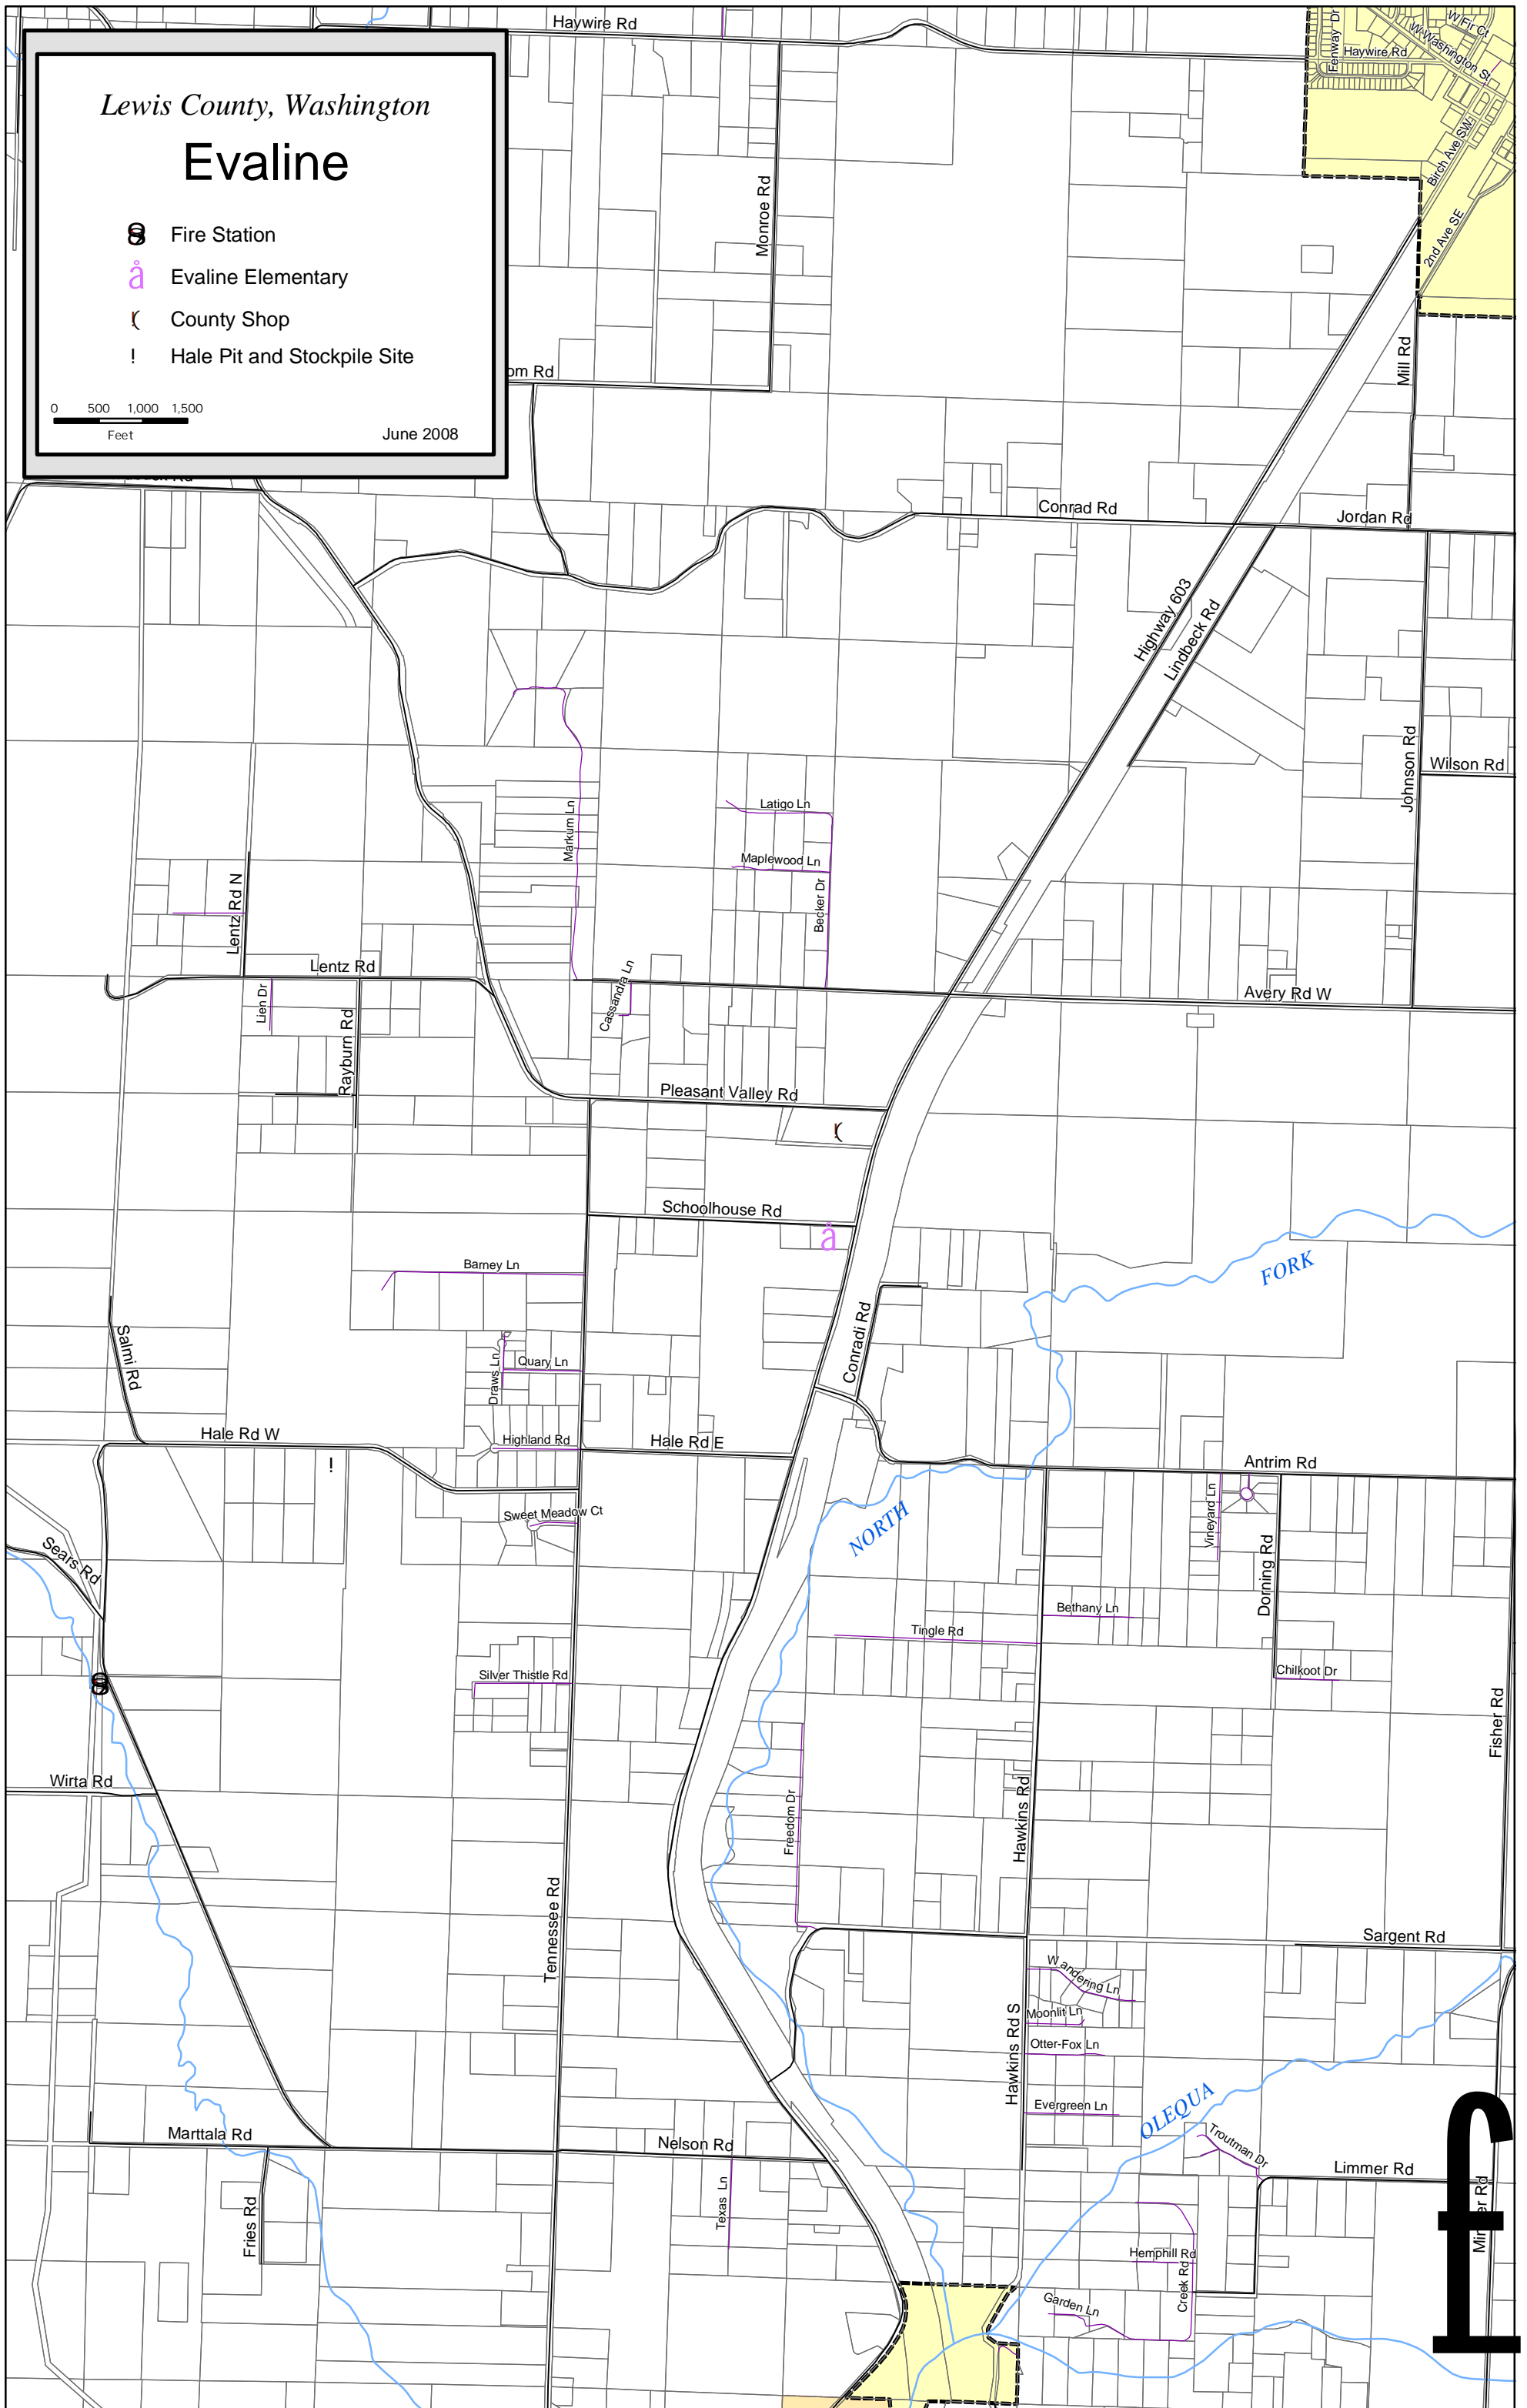 Haywire Rd
Fenway Dr
W Fir Ct
W Washington St
Haywire Rd
Lewis County, Washington
Evaline
Fire Station
å Evaline Elementary
County Shop
! Hale Pit and Stockpile Site
0 500 1,000 1,500
Feet
June 2008
Monroe Rd
Birch Ave SW
2nd Ave SE
om Rd
Mill Rd
Conrad Rd
Jordan Rd
Highway 603
Lindbeck Rd
Johnson Rd
Wilson Rd
Markum Ln
Latigo Ln
Maplewood Ln
Becker Dr
Lentz Rd N
Lentz Rd
Lien Dr
Rayburn Rd
Cassandra Ln
Avery Rd W
Pleasant Valley Rd
Schoolhouse Rd
å
Barney Ln
FORK
Salmi Rd
Draws Ln
Quary Ln
Conradi Rd
Hale Rd W
Highland Rd
Hale Rd E
Antrim Rd
!
Sweet Meadow Ct
NORTH
Vineyard Ln
Dorning Rd
Sears Rd
Bethany Ln
Tingle Rd
Silver Thistle Rd
Chilkoot Dr
Fisher Rd
Wirta Rd
Freedom Dr
Hawkins Rd
Tennessee Rd
Sargent Rd
Wandering Ln
Moonlit Ln
Hawkins Rd S
Otter-Fox Ln
Evergreen Ln
OLEQUA
Marttala Rd
Nelson Rd
Troutman Dr
Limmer Rd
Fries Rd
Texas Ln
Hemphill Rd
Creek Rd
Garden Ln
£